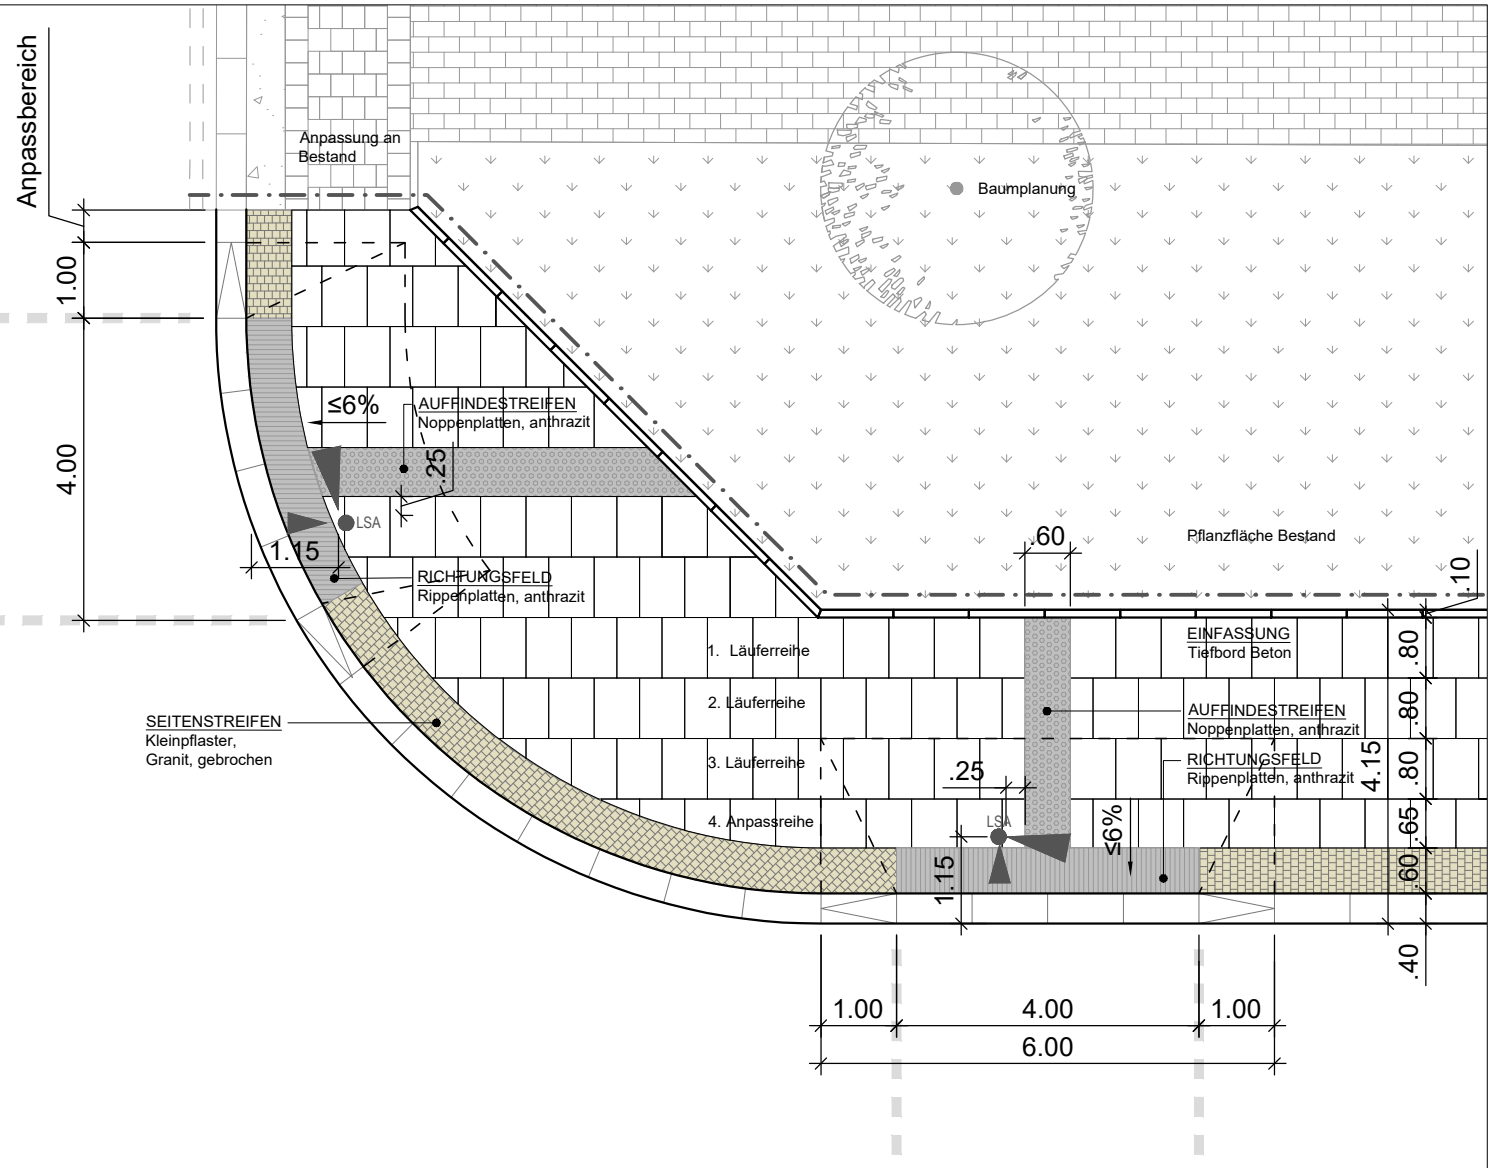 Anpassbereich
Anpassung an
Bestand
Baumplanung
1.00
≤6%
AUFFINDESTREIFEN
Noppenplatten, anthrazit
4.00
.25
LSA
1.15
RICHTUNGSFELD
Rippenplatten, anthrazit
Pflanzfläche Bestand
.60
.10
EINFASSUNG
Tiefbord Beton
1. Läuferreihe
.80
2. Läuferreihe
.80
SEITENSTREIFEN
Kleinpflaster,
Granit, gebrochen
AUFFINDESTREIFEN
Noppenplatten, anthrazit
3. Läuferreihe
.25
RICHTUNGSFELD
Rippenplatten, anthrazit
4.15
.80
4. Anpassreihe
LSA
≤6%
.65
1.15
.60
.40
1.00
4.00
1.00
6.00